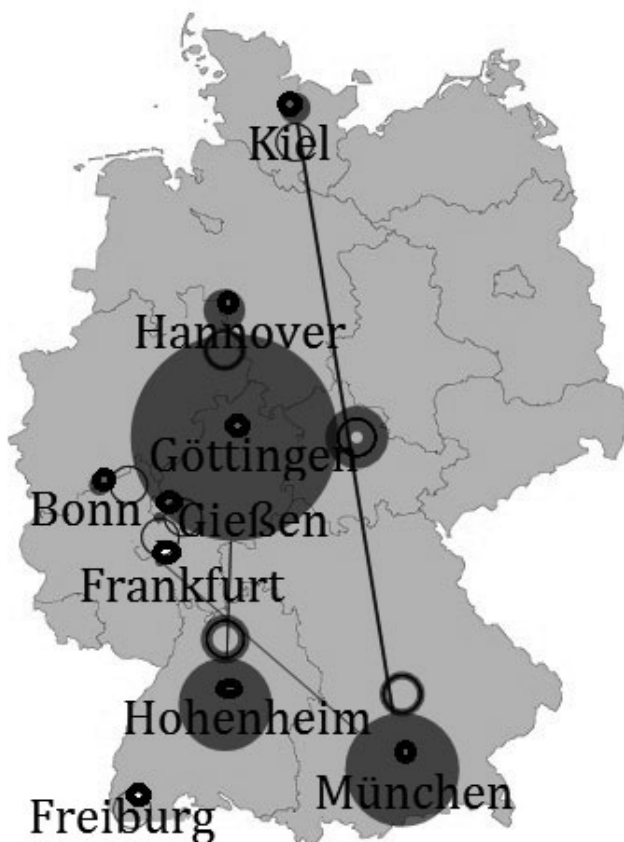 Kiel
Hannover
Göttingen
Bonn
Gießen
Frankfurt
Hohenheim
München
Freiburg